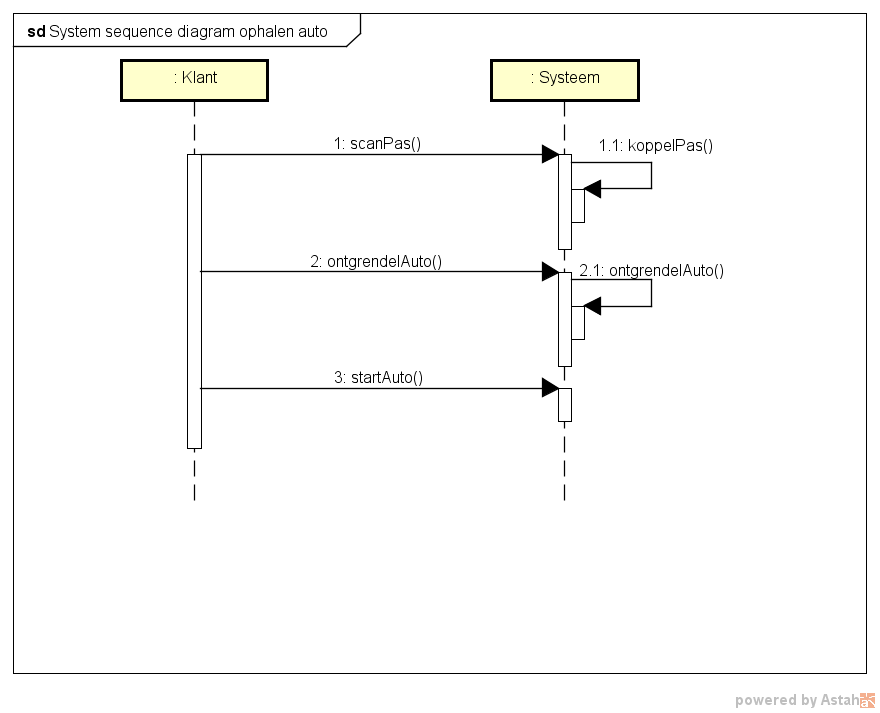 sd System sequence diagram ophalen auto
: Klant
: Systeem
1: scanPas()
1.1: koppelPas()
2: ontgrendelAuto()
2.1: ontgrendelAuto()
3: startAuto()
powered by Astah